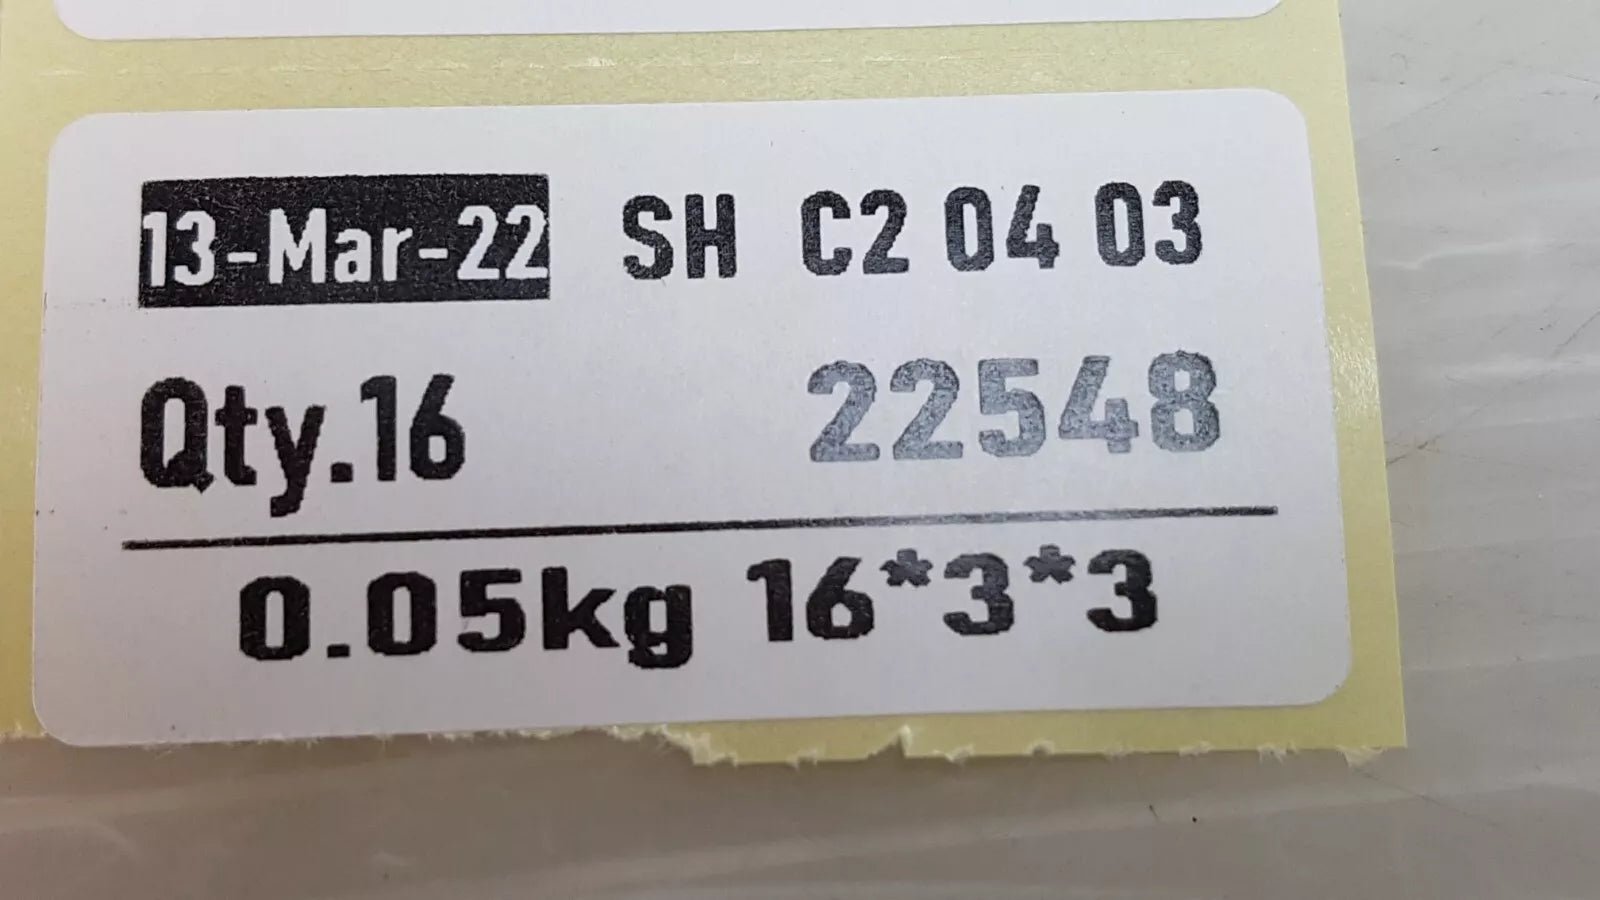 13-Mar-22 SH C2 04 03
Qty.16 22548
0.05kg 16*3*3